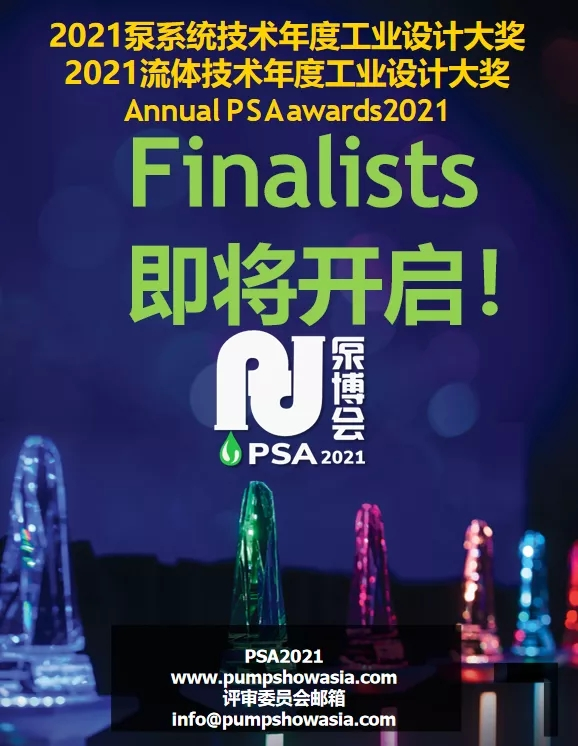 2021泵系统技术年度工业设计大奖
2021流体技术年度工业设计大奖
Annual PSA awards2021
Finalists
即将开启!
泵博会
PSA 2021
PSA2021
www.pumpshowasia.com
评审委员会邮箱
info@pumpshowasia.com